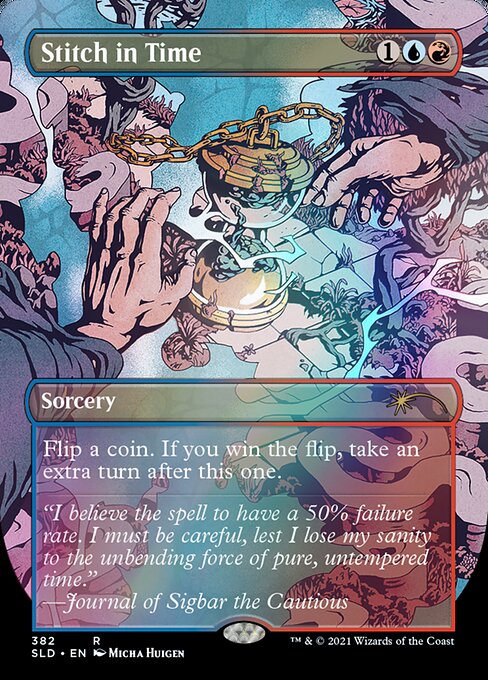 Stitch in Time 1
Sorcery
Flip a coin. If you win the flip, take an
extra turn after this one.
“I believe the spell to have a 50% failure
rate. I must be careful, lest I lose my sanity
to the unbending force of pure, untempered
time.”
—Journal of Sigbar the Cautious
382 R
SLD • EN Micha Huigen
™ & © 2021 Wizards of the Coast